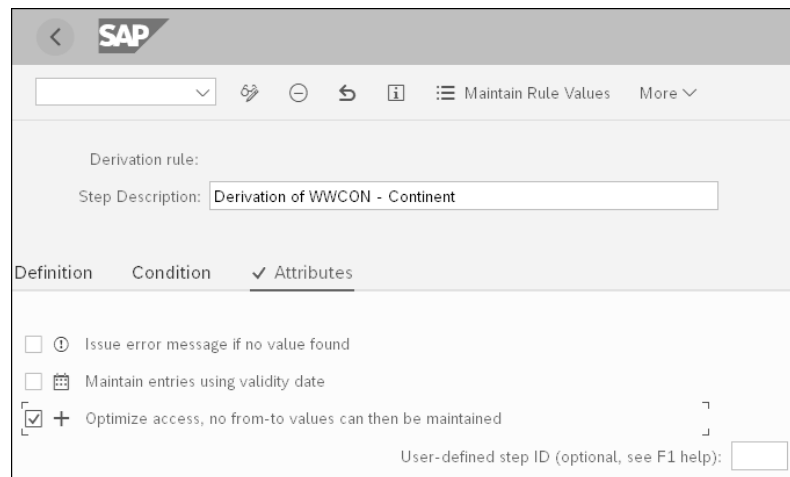 SAP
Maintain Rule Values More
Derivation rule:
Step Description: Derivation of WWCON - Continent
Definition Condition Attributes
Issue error message if no value found
Maintain entries using validity date
Optimize access, no from-to values can then be maintained
User-defined step ID (optional, see F1 help):